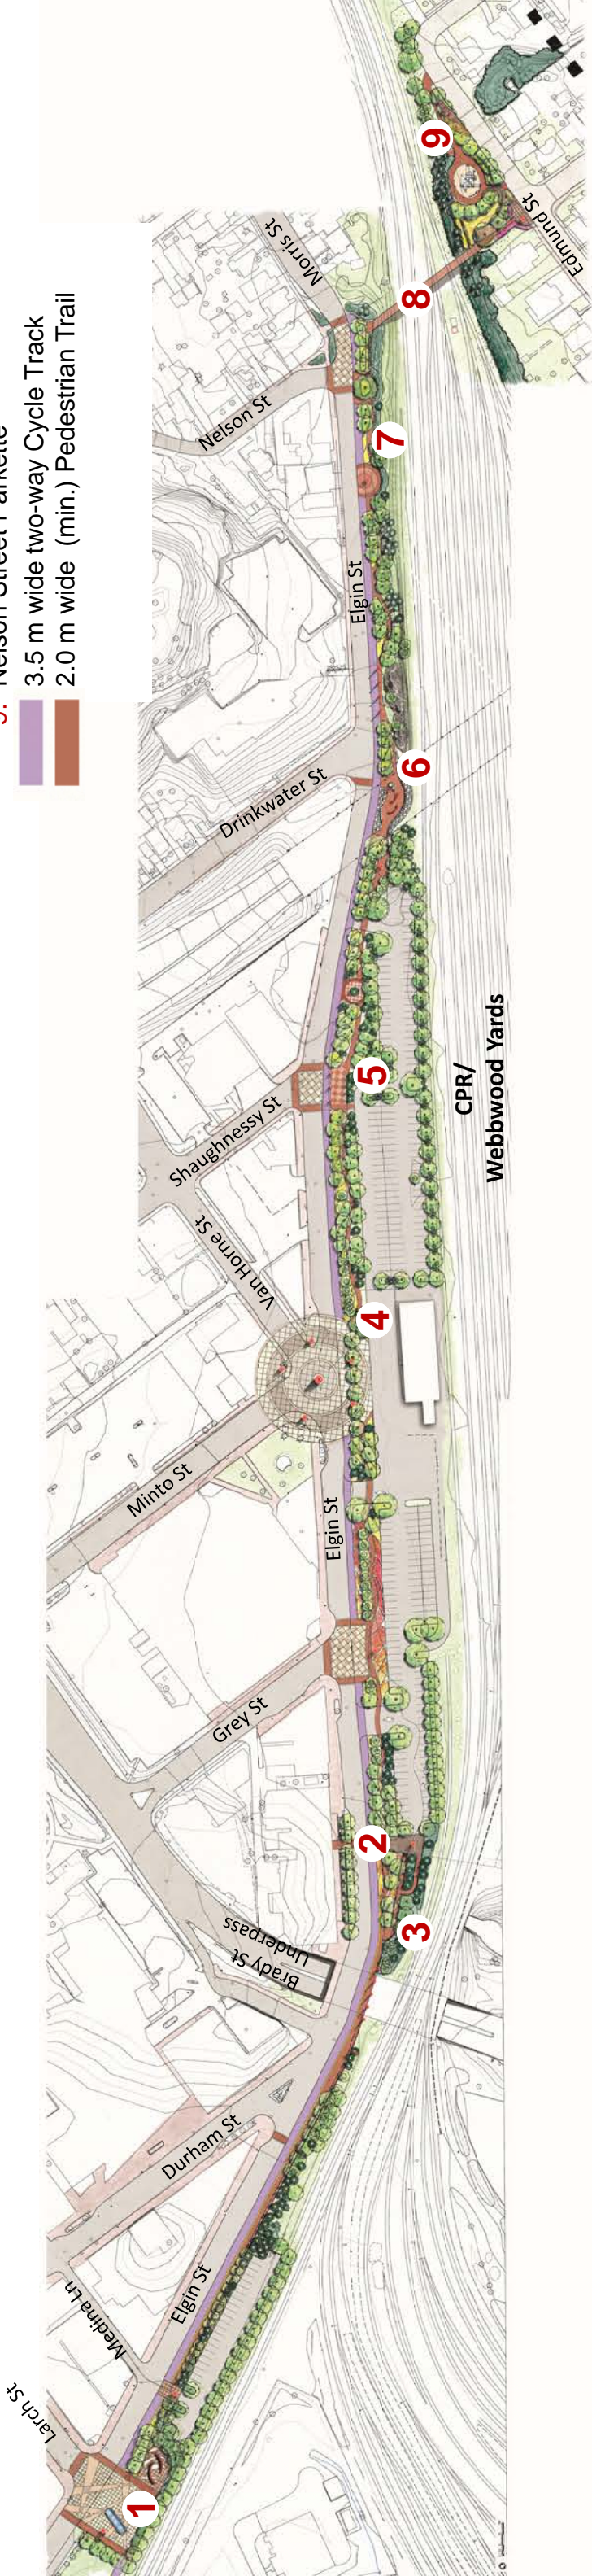 Nelson Street Parkette
3.5 m wide two-way Cycle Track
2.0 m wide (min.) Pedestrian Trail
Larch St
Medina Ln
Elgin St
Durham St
Brady St
Underpass
Grey St
Elgin St
Minto St
Van Horne St
Shaughnessy St
Drinkwater St
Elgin St
Nelson St
Morris St
Edmund St
CPR/
Webbwood Yards
1
2
3
4
5
6
7
8
9